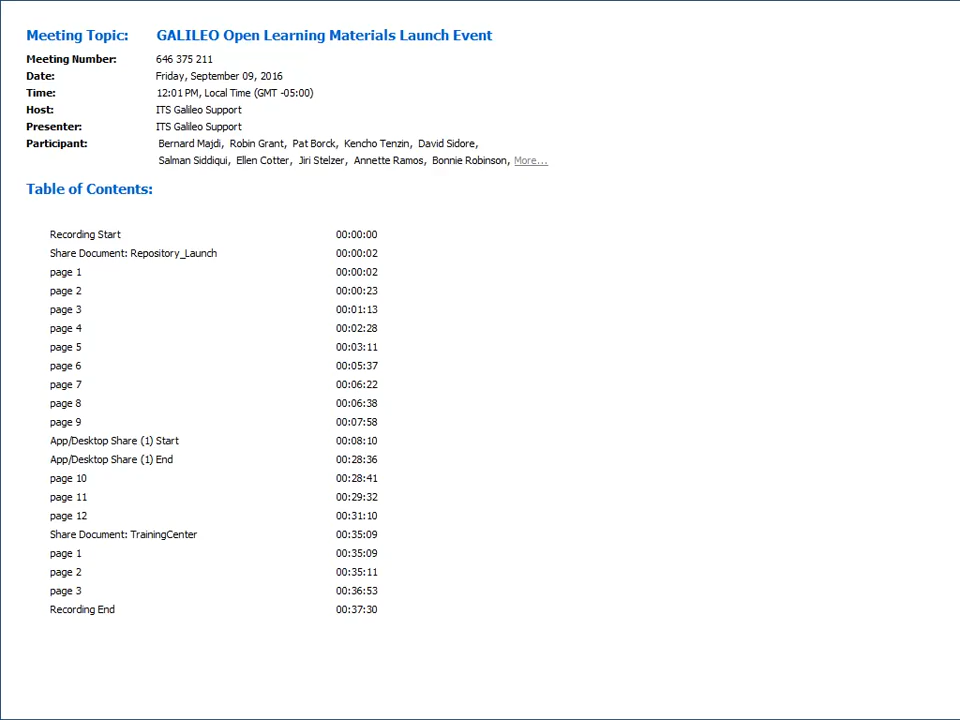 Meeting Topic: GALILEO Open Learning Materials Launch Event
Meeting Number: 646 375 211
Date: Friday, September 09, 2016
Time: 12:01 PM, Local Time (GMT -05:00)
Host: ITS Galileo Support
Presenter: ITS Galileo Support
Participant: Bernard Majdi, Robin Grant, Pat Borck, Kencho Tenzin, David Sidore,
Salman Siddiqui, Ellen Cotter, Jiri Stelzer, Annette Ramos, Bonnie Robinson, More...
Table of Contents:
Recording Start 00:00:00
Share Document: Repository_Launch 00:00:02
page 1 00:00:02
page 2 00:00:23
page 3 00:01:13
page 4 00:02:28
page 5 00:03:11
page 6 00:05:37
page 7 00:06:22
page 8 00:06:38
page 9 00:07:58
App/Desktop Share (1) Start 00:08:10
App/Desktop Share (1) End 00:28:36
page 10 00:28:41
page 11 00:29:32
page 12 00:31:10
Share Document: TrainingCenter 00:35:09
page 1 00:35:09
page 2 00:35:11
page 3 00:36:53
Recording End 00:37:30